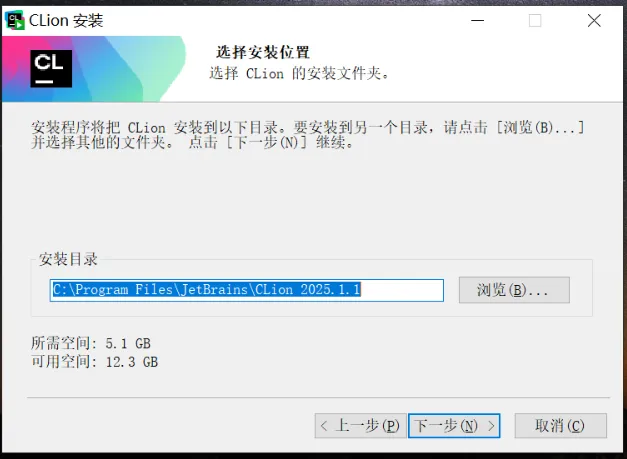 CLion 安装
CL
选择安装位置
选择 CLion 的安装文件夹。
安装程序将把 CLion 安装到以下目录。要安装到另一个目录，请点击 [浏览(B)...]
并选择其他的文件夹。 点击 [下一步(N)] 继续。
安装目录
C:\Program Files\JetBrains\CLion 2025.1.1
浏览(B)...
所需空间: 5.1 GB
可用空间: 12.3 GB
< 上一步(P)
下一步(N) >
取消(C)